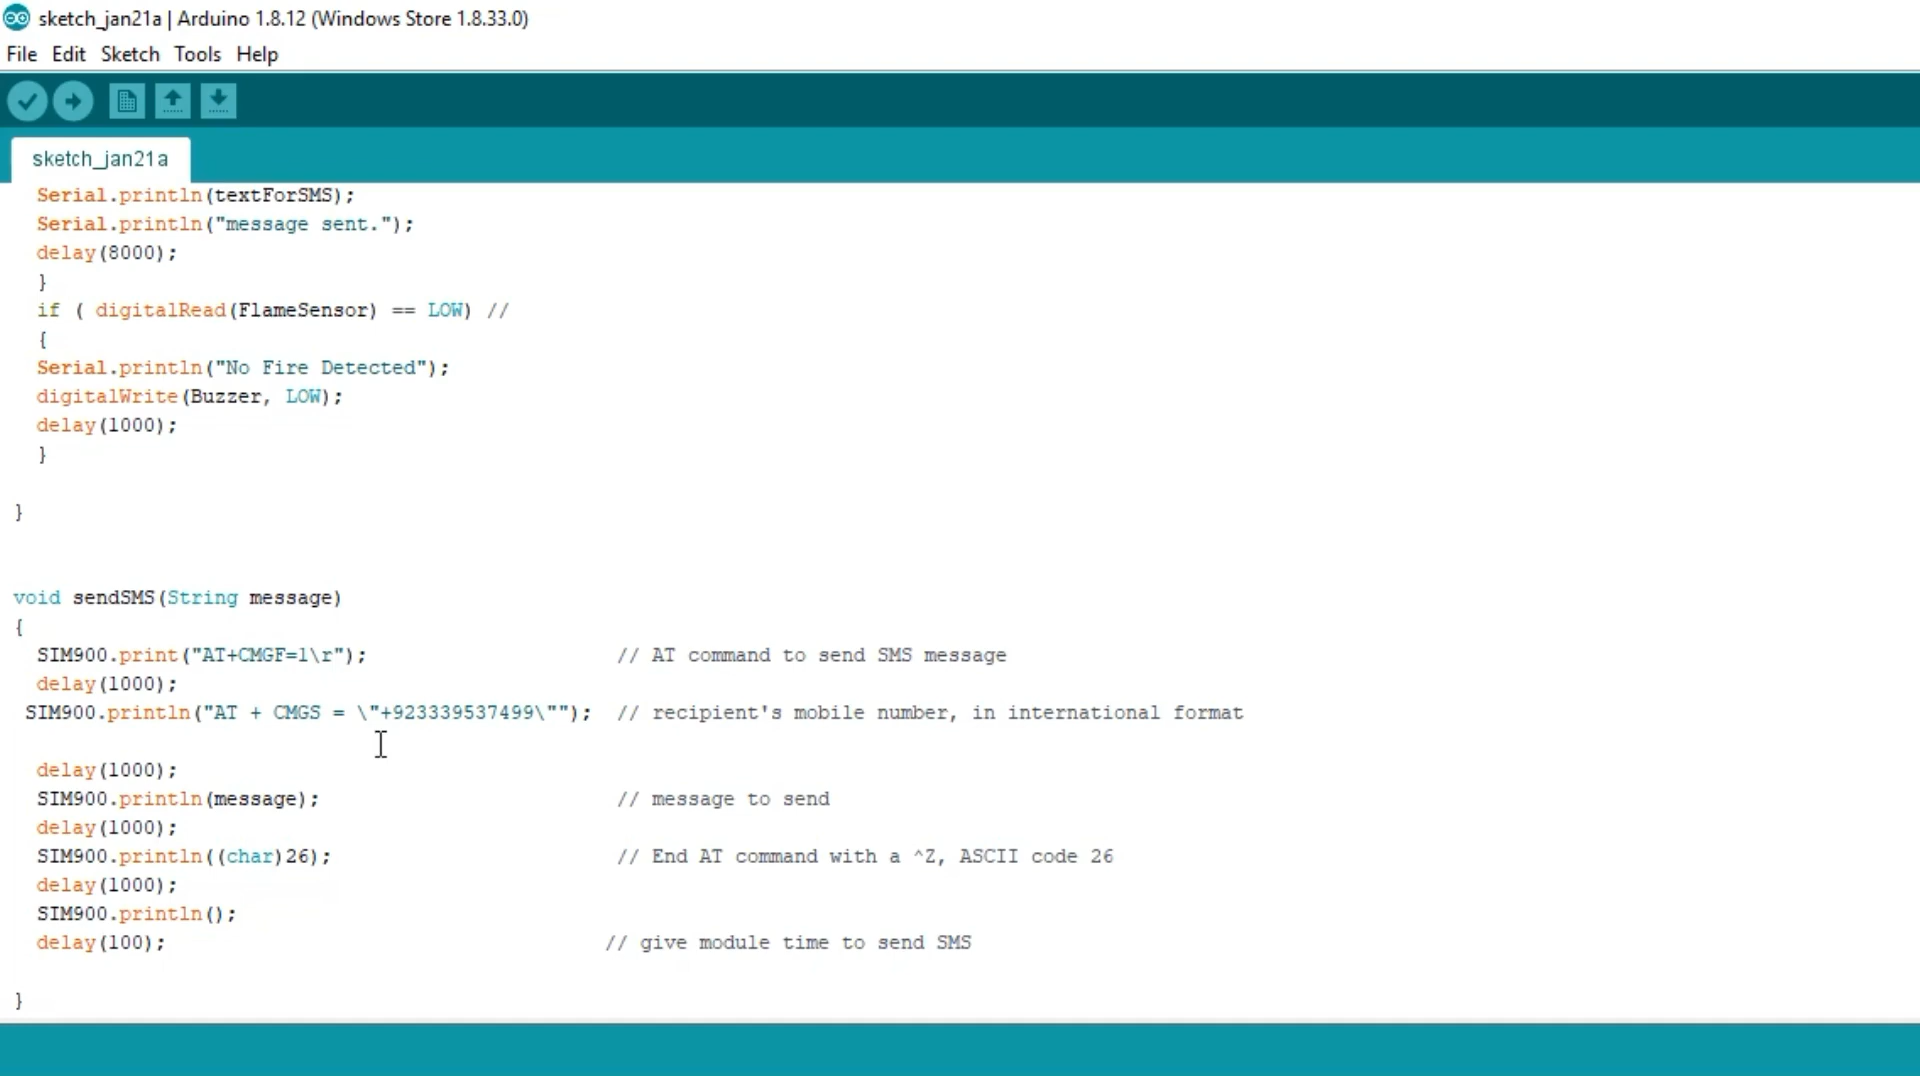 sketch_jan21a | Arduino 1.8.12 (Windows Store 1.8.33.0)
File Edit Sketch Tools Help
sketch_jan21a
Serial.println(textForSMS);
Serial.println("message sent.");
delay(8000);
}
if ( digitalRead(FlameSensor) == LOW) //
{
Serial.println("No Fire Detected");
digitalWrite(Buzzer, LOW);
delay(1000);
}
}
void sendSMS(String message)
{
SIM900.print("AT+CMGF=1\r"); // AT command to send SMS message
delay(1000);
SIM900.println("AT + CMGS = \"+923339537499\""); // recipient's mobile number, in international format
delay(1000);
SIM900.println(message); // message to send
delay(1000);
SIM900.println((char)26); // End AT command with a ^Z, ASCII code 26
delay(1000);
SIM900.println();
delay(100); // give module time to send SMS
}